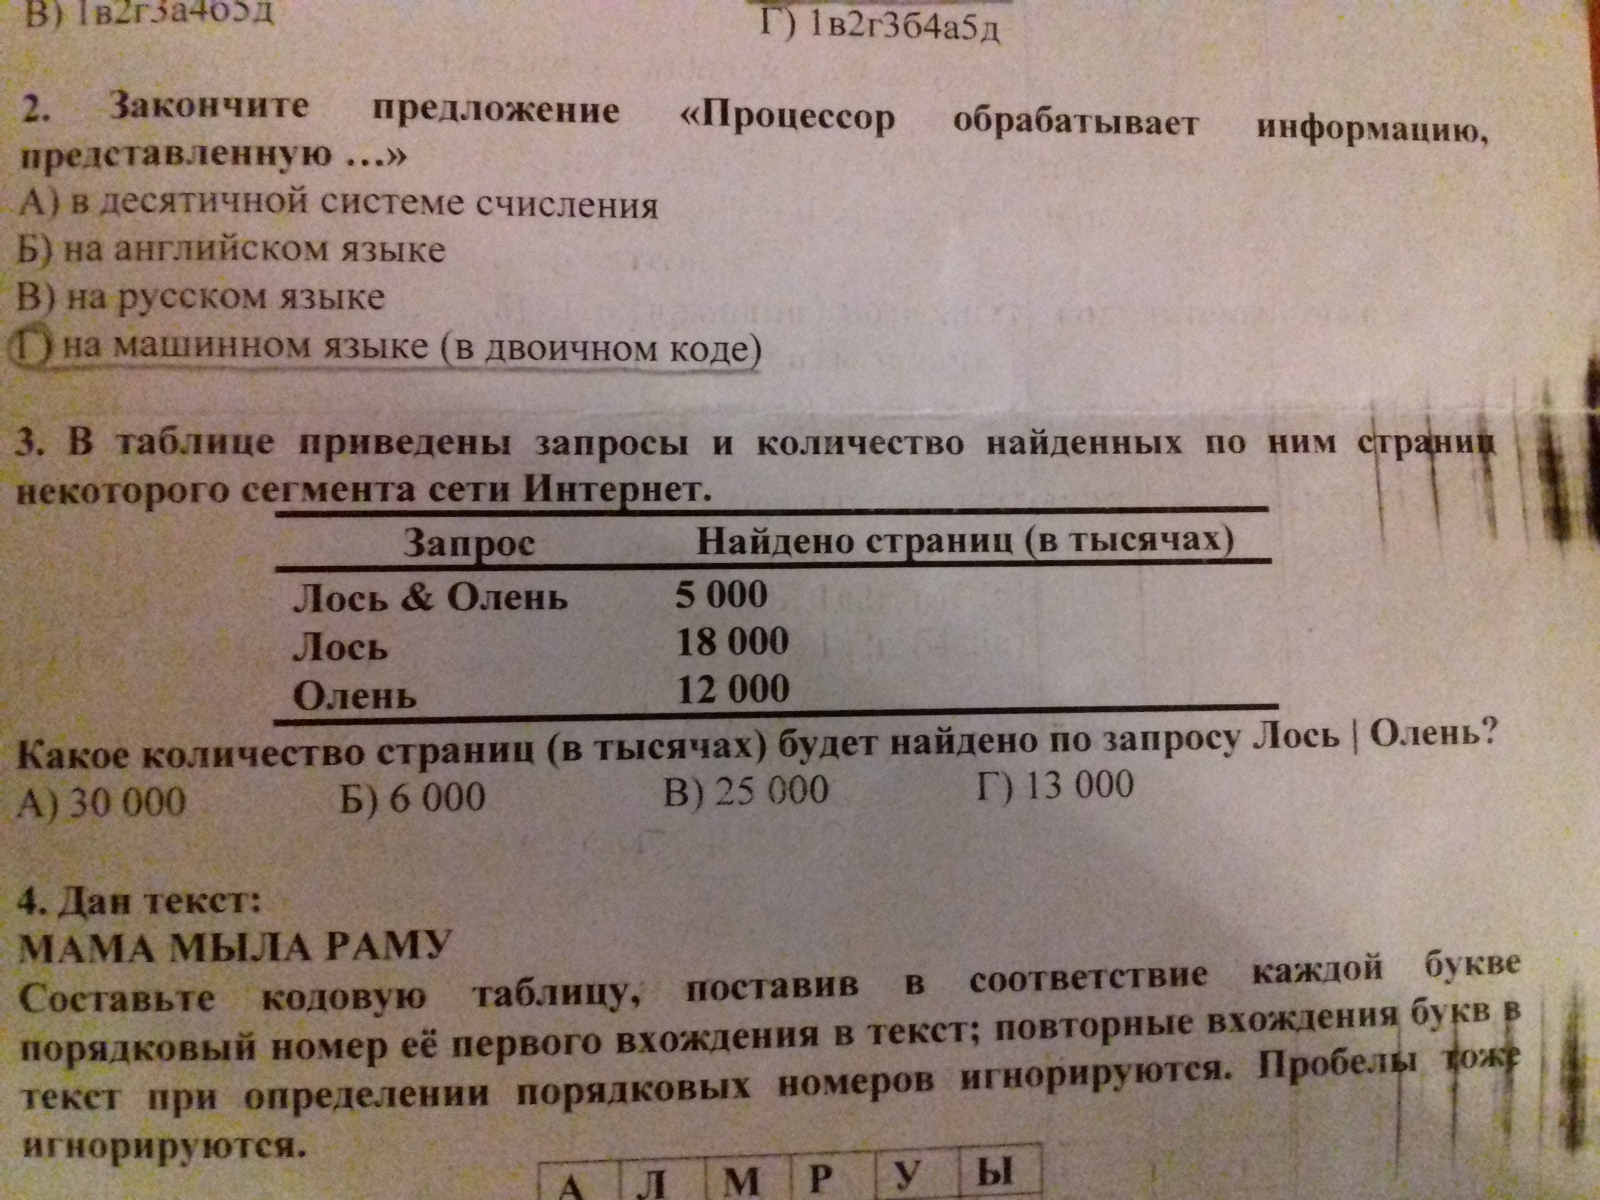 В) 1в2г3а4б5д
Г) 1в2г3б4а5д
2. Закончите предложение «Процессор обрабатывает информацию,
представленную ...»
А) в десятичной системе счисления
Б) на английском языке
В) на русском языке
Г) на машинном языке (в двоичном коде)
3. В таблице приведены запросы и количество найденных по ним страниц
некоторого сегмента сети Интернет.
Запрос Найдено страниц (в тысячах)
Лось & Олень 5 000
Лось 18 000
Олень 12 000
Какое количество страниц (в тысячах) будет найдено по запросу Лось | Олень?
А) 30 000 Б) 6 000 В) 25 000 Г) 13 000
4. Дан текст:
МАМА МЫЛА РАМУ
Составьте кодовую таблицу, поставив в соответствие каждой букве
порядковый номер её первого вхождения в текст; повторные вхождения букв в
текст при определении порядковых номеров игнорируются. Пробелы тоже
игнорируются.
А Л М Р У Ы